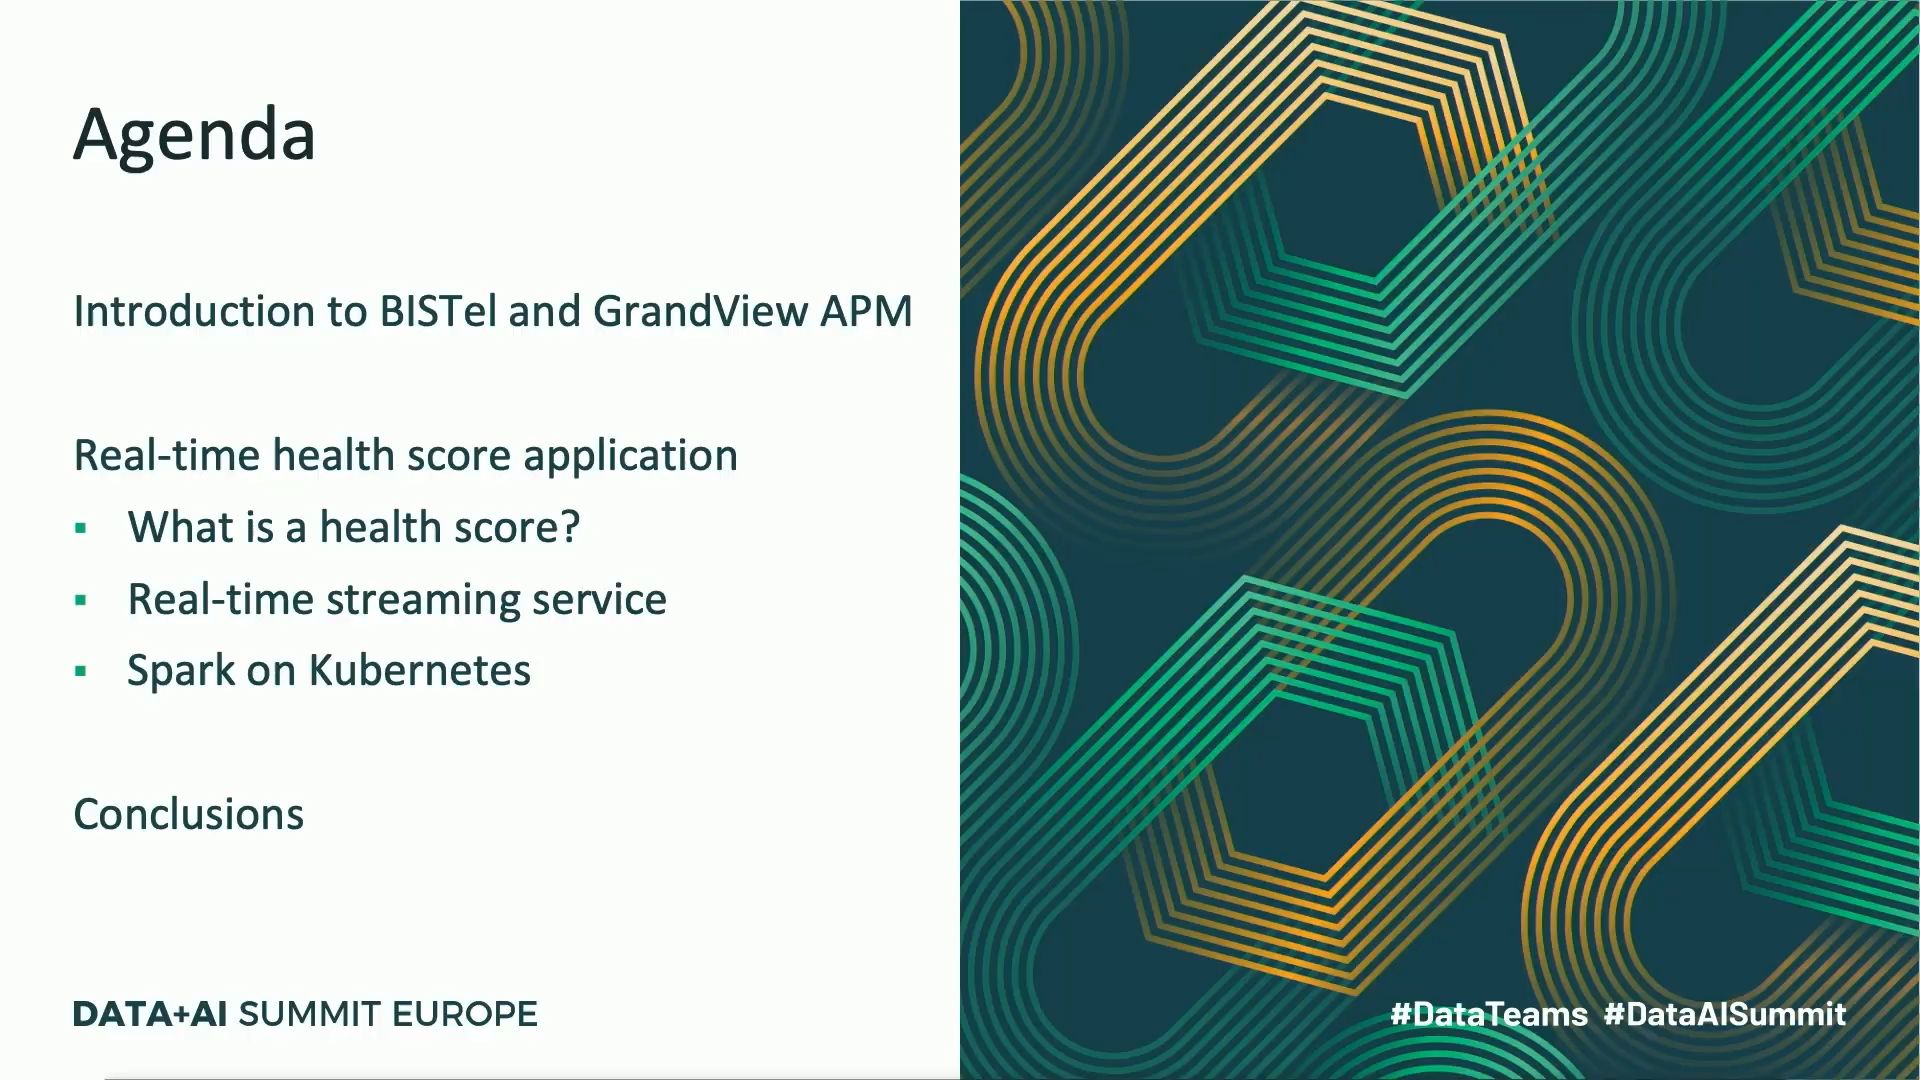 Agenda
Introduction to BISTel and GrandView APM
Real-time health score application
▪ What is a health score?
▪ Real-time streaming service
▪ Spark on Kubernetes
Conclusions
DATA+AI SUMMIT EUROPE
#DataTeams #DataAISummit